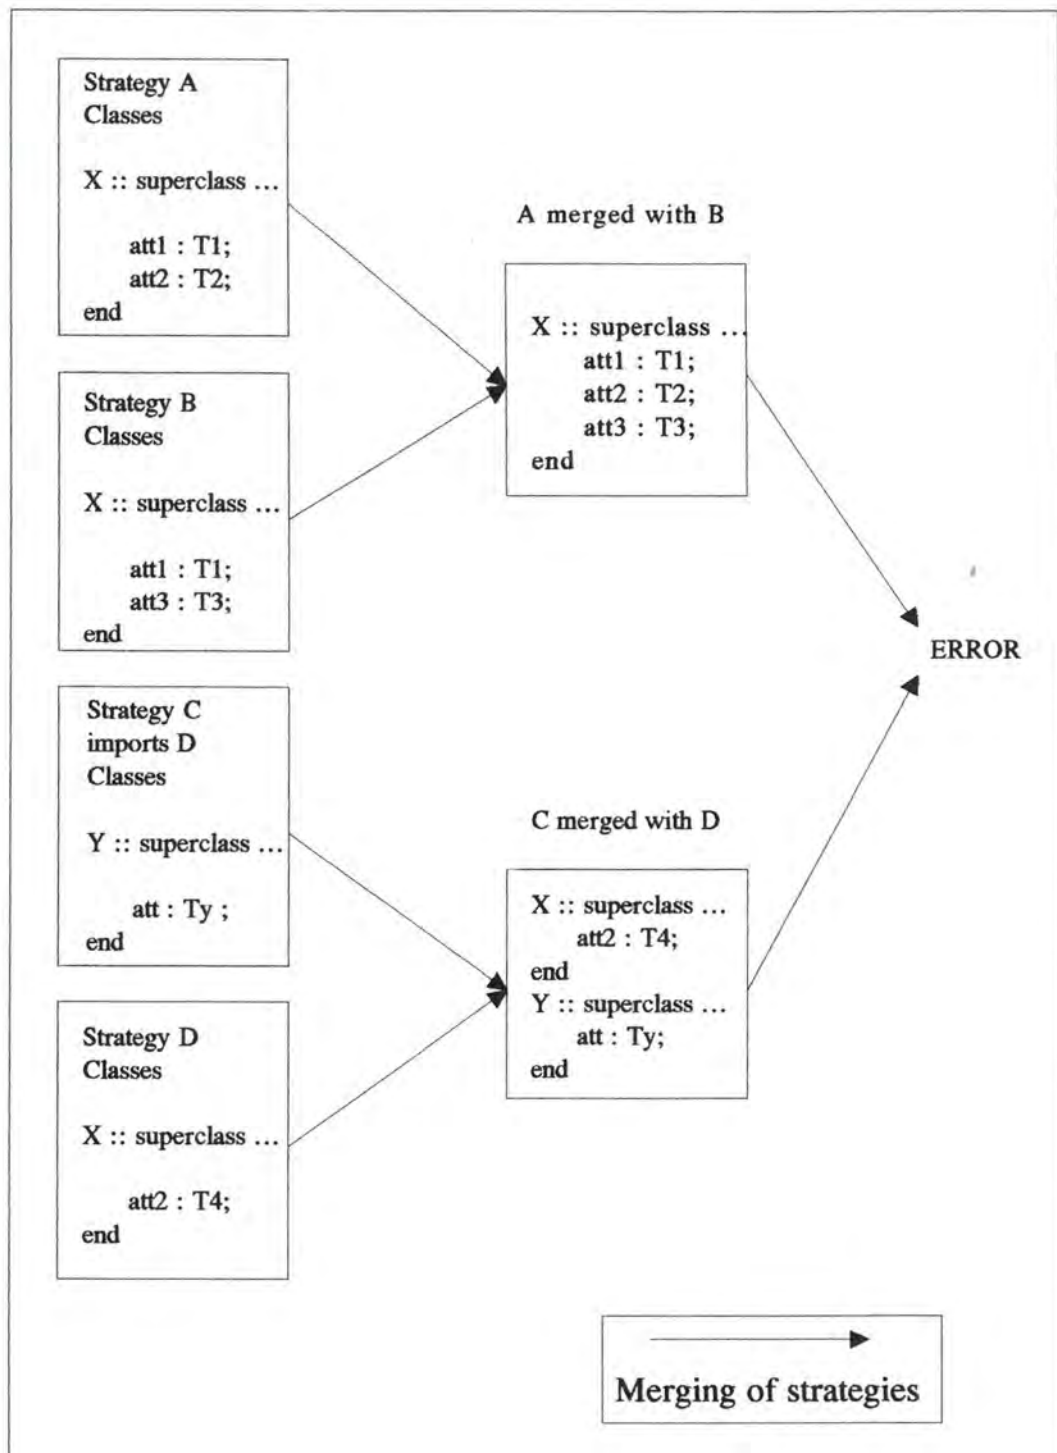 Strategy A
Classes
X :: superclass ...
att1 : T1;
att2 : T2;
end
Strategy B
Classes
X :: superclass ...
att1 : T1;
att3 : T3;
end
Strategy C
imports D
Classes
Y :: superclass ...
att : Ty ;
end
Strategy D
Classes
X :: superclass ...
att2 : T4;
end
A merged with B
X :: superclass ...
att1 : T1;
att2 : T2;
att3 : T3;
end
C merged with D
X :: superclass ...
att2 : T4;
end
Y :: superclass ...
att : Ty;
end
ERROR
Merging of strategies